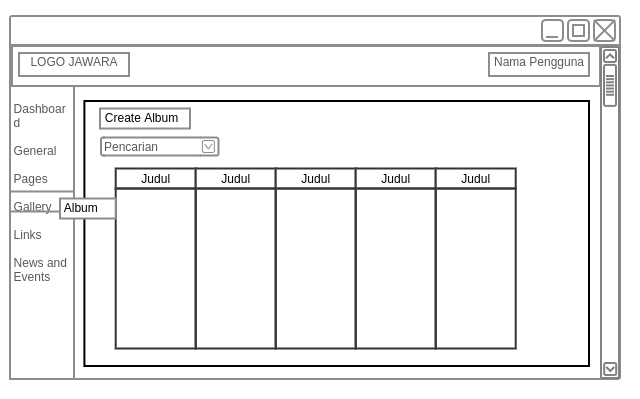 LOGO JAWARA
Nama Pengguna
Dashboar
d
General
Pages
Gallery
Links
News and
Events
Album
Create Album
Pencarian
Judul Judul Judul Judul Judul